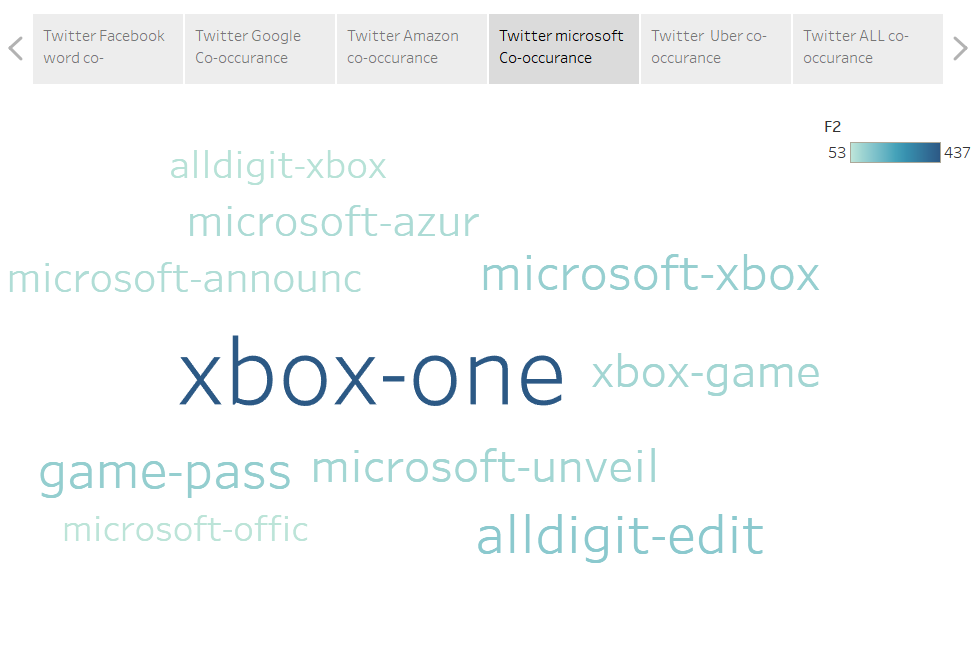 Twitter Facebook
word co-
Twitter Google
Co-occurance
Twitter Amazon
co-occurance
Twitter microsoft
Co-occurance
Twitter Uber co-
occurance
Twitter ALL co-
occurance
F2
53 437
alldigit-xbox
microsoft-azur
microsoft-announc
microsoft-xbox
xbox-one
xbox-game
game-pass
microsoft-unveil
microsoft-offic
alldigit-edit